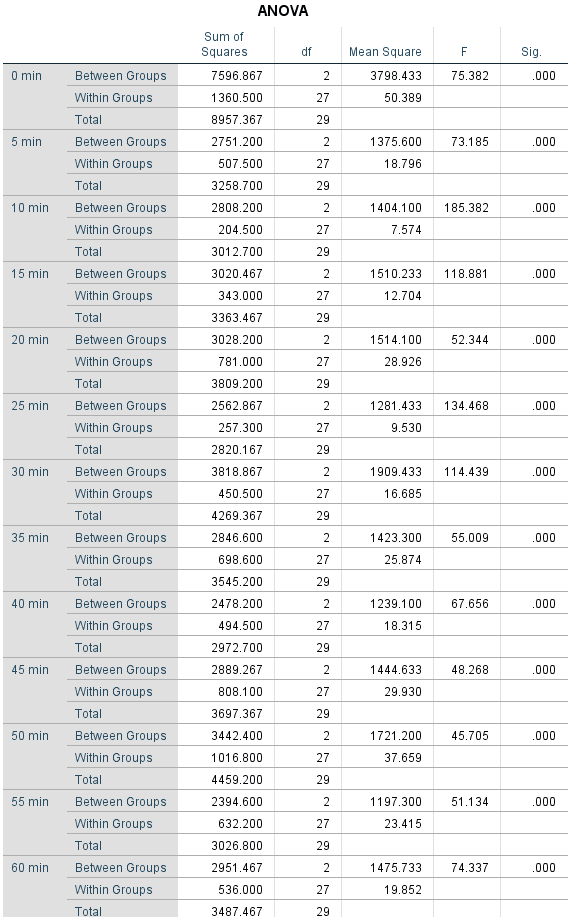 ANOVA
Sum of Squares df Mean Square F Sig.
0 min Between Groups 7596.867 2 3798.433 75.382 .000
Within Groups 1360.500 27 50.389
Total 8957.367 29
5 min Between Groups 2751.200 2 1375.600 73.185 .000
Within Groups 507.500 27 18.796
Total 3258.700 29
10 min Between Groups 2808.200 2 1404.100 185.382 .000
Within Groups 204.500 27 7.574
Total 3012.700 29
15 min Between Groups 3020.467 2 1510.233 118.881 .000
Within Groups 343.000 27 12.704
Total 3363.467 29
20 min Between Groups 3028.200 2 1514.100 52.344 .000
Within Groups 781.000 27 28.926
Total 3809.200 29
25 min Between Groups 2562.867 2 1281.433 134.468 .000
Within Groups 257.300 27 9.530
Total 2820.167 29
30 min Between Groups 3818.867 2 1909.433 114.439 .000
Within Groups 450.500 27 16.685
Total 4269.367 29
35 min Between Groups 2846.600 2 1423.300 55.009 .000
Within Groups 698.600 27 25.874
Total 3545.200 29
40 min Between Groups 2478.200 2 1239.100 67.656 .000
Within Groups 494.500 27 18.315
Total 2972.700 29
45 min Between Groups 2889.267 2 1444.633 48.268 .000
Within Groups 808.100 27 29.930
Total 3697.367 29
50 min Between Groups 3442.400 2 1721.200 45.705 .000
Within Groups 1016.800 27 37.659
Total 4459.200 29
55 min Between Groups 2394.600 2 1197.300 51.134 .000
Within Groups 632.200 27 23.415
Total 3026.800 29
60 min Between Groups 2951.467 2 1475.733 74.337 .000
Within Groups 536.000 27 19.852
Total 3487.467 29